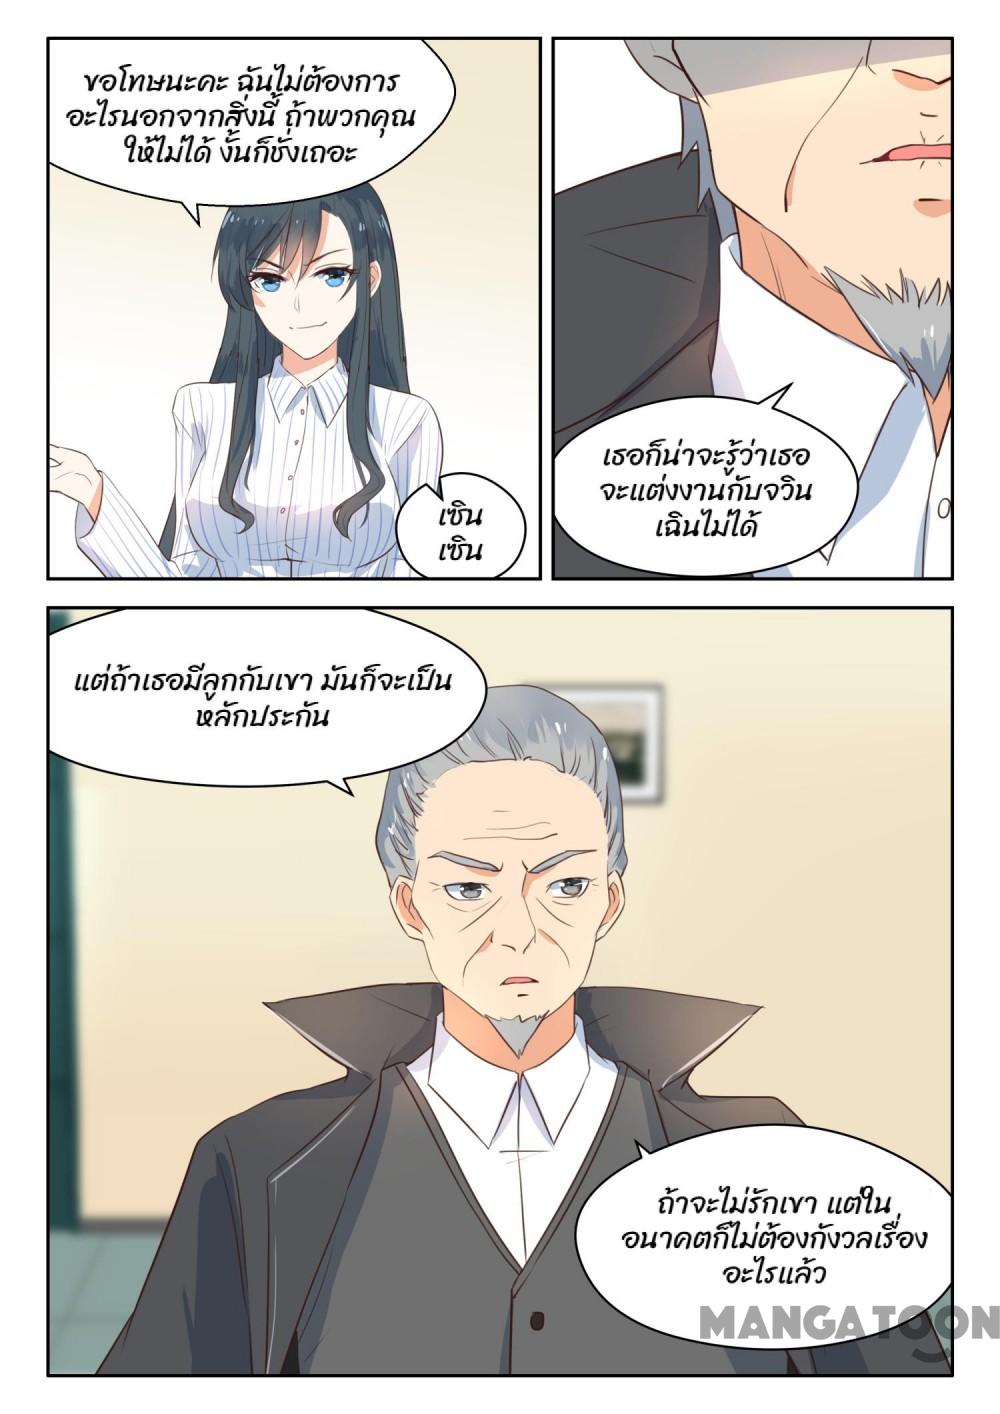 ขอโทษนะคะ ฉันไม่ต้องการ
อะไรนอกจากสิ่งนี้ ถ้าพวกคุณ
ให้ไม่ได้ งั้นก็ชั่งเถอะ
เซิน
เซิน
เธอก็น่าจะรู้ว่าเธอ
จะแต่งงานกับจวิน
เฉินไม่ได้
แต่ถ้าเธอมีลูกกับเขา มันก็จะเป็น
หลักประกัน
ถ้าจะไม่รักเขา แต่ใน
อนาคตก็ไม่ต้องกังวลเรื่อง
อะไรแล้ว
MANGATOON